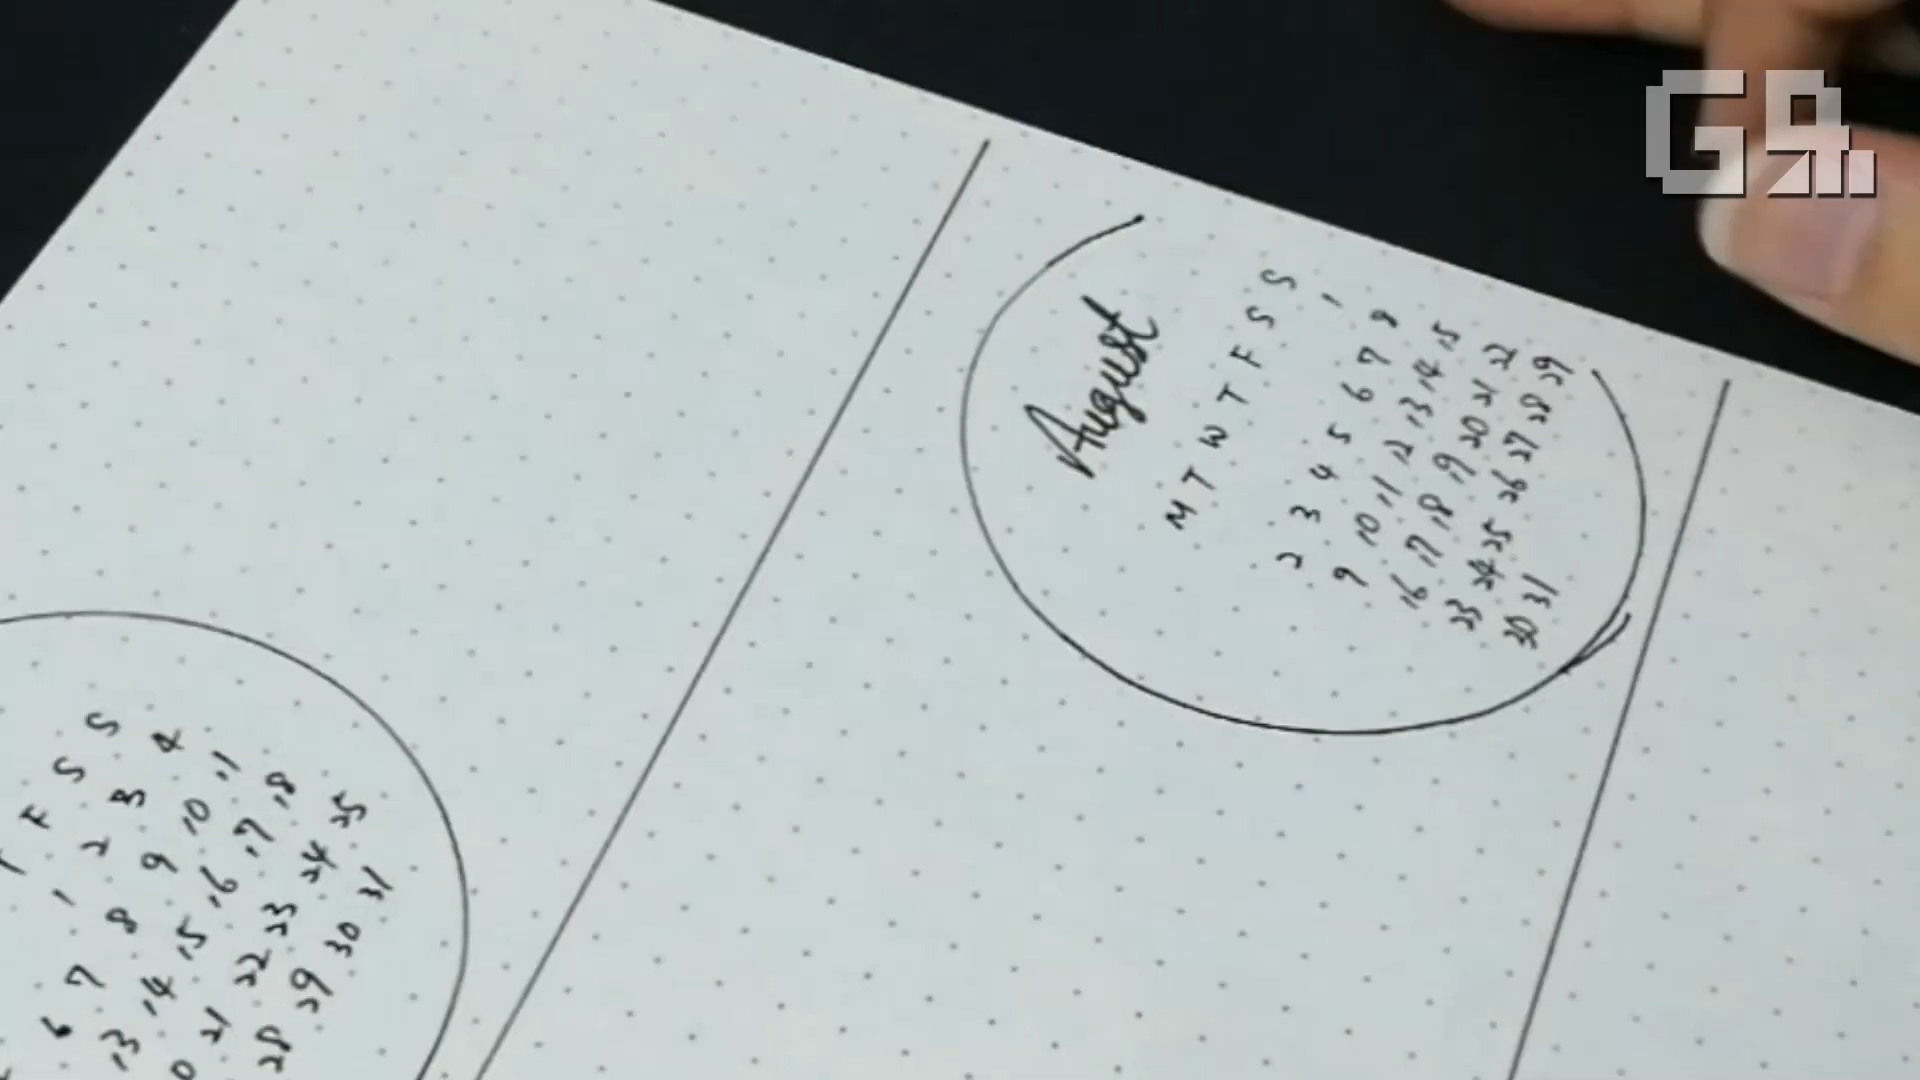 August
M T W T F S S
1
2 3 4 5 6 7 8
9 10 11 12 13 14 15
16 17 18 19 20 21 22
23 24 25 26 27 28 29
30 31
F S S
1 2 3 4
6 7 8 9 10 11
13 14 15 16 17 18
21 22 23 24 25
28 29 30 31